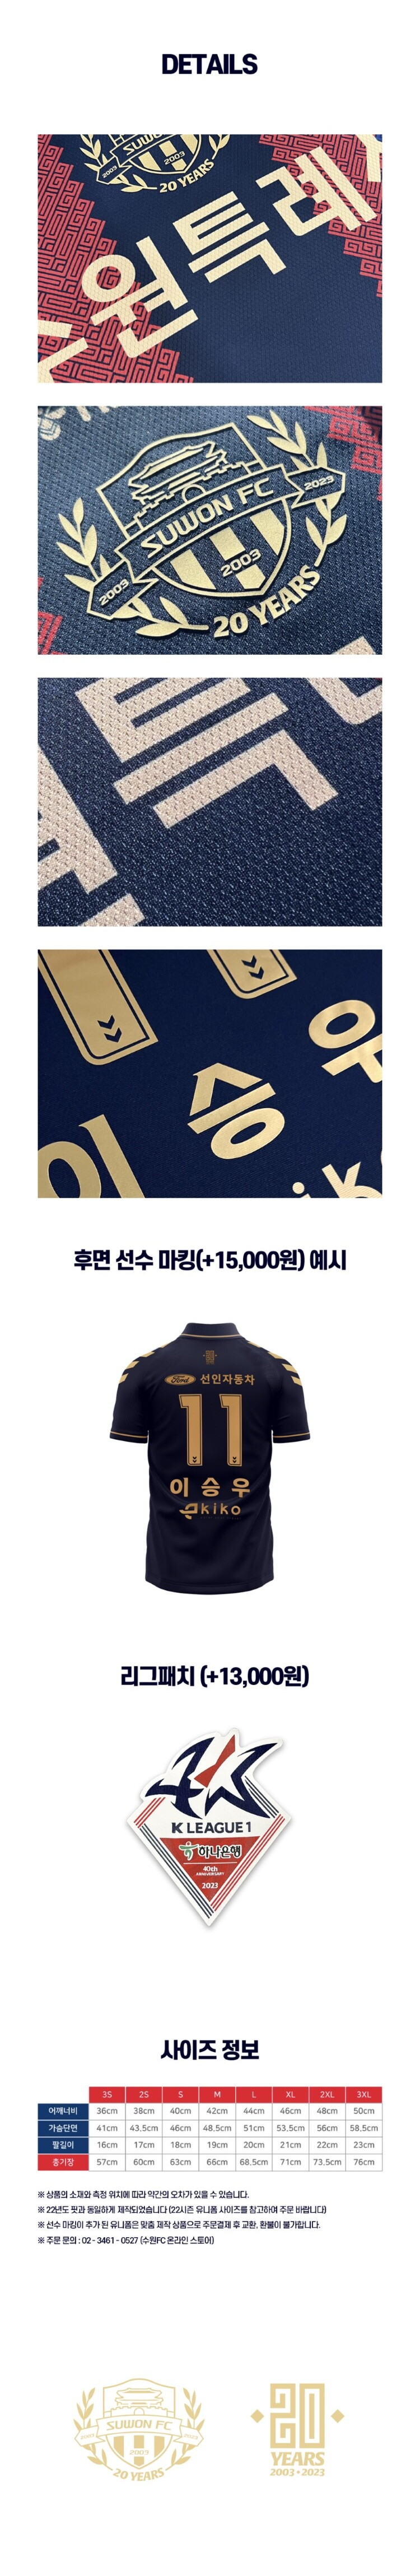 DETAILS
SUWON FC
2003
2003
20 YEARS
원특레
SUWON FC
2003
2023
2003
20 YEARS
특
이 승 우
후면 선수 마킹(+15,000원) 예시
Ford 선인자동차
11
이 승 우
kiko
리그패치 (+13,000원)
K LEAGUE 1
하나은행
40th
ANNIVERSARY
2023
사이즈 정보
3S 2S S M L XL 2XL 3XL
어깨너비 36cm 38cm 40cm 42cm 44cm 46cm 48cm 50cm
가슴단면 41cm 43.5cm 46cm 48.5cm 51cm 53.5cm 56cm 58.5cm
팔길이 16cm 17cm 18cm 19cm 20cm 21cm 22cm 23cm
총기장 57cm 60cm 63cm 66cm 68.5cm 71cm 73.5cm 76cm
※ 상품의 소재와 측정 위치에 따라 약간의 오차가 있을 수 있습니다.
※ 22년도 핏과 동일하게 제작되었습니다 (22시즌 유니폼 사이즈를 참고하여 주문 바랍니다)
※ 선수 마킹이 추가 된 유니폼은 맞춤 제작 상품으로 주문결제 후 교환, 환불이 불가합니다.
※ 주문 문의 : 02 - 3461 - 0527 (수원FC 온라인 스토어)
SUWON FC
2003
2003
2023
20 YEARS
20
YEARS
2003 • 2023